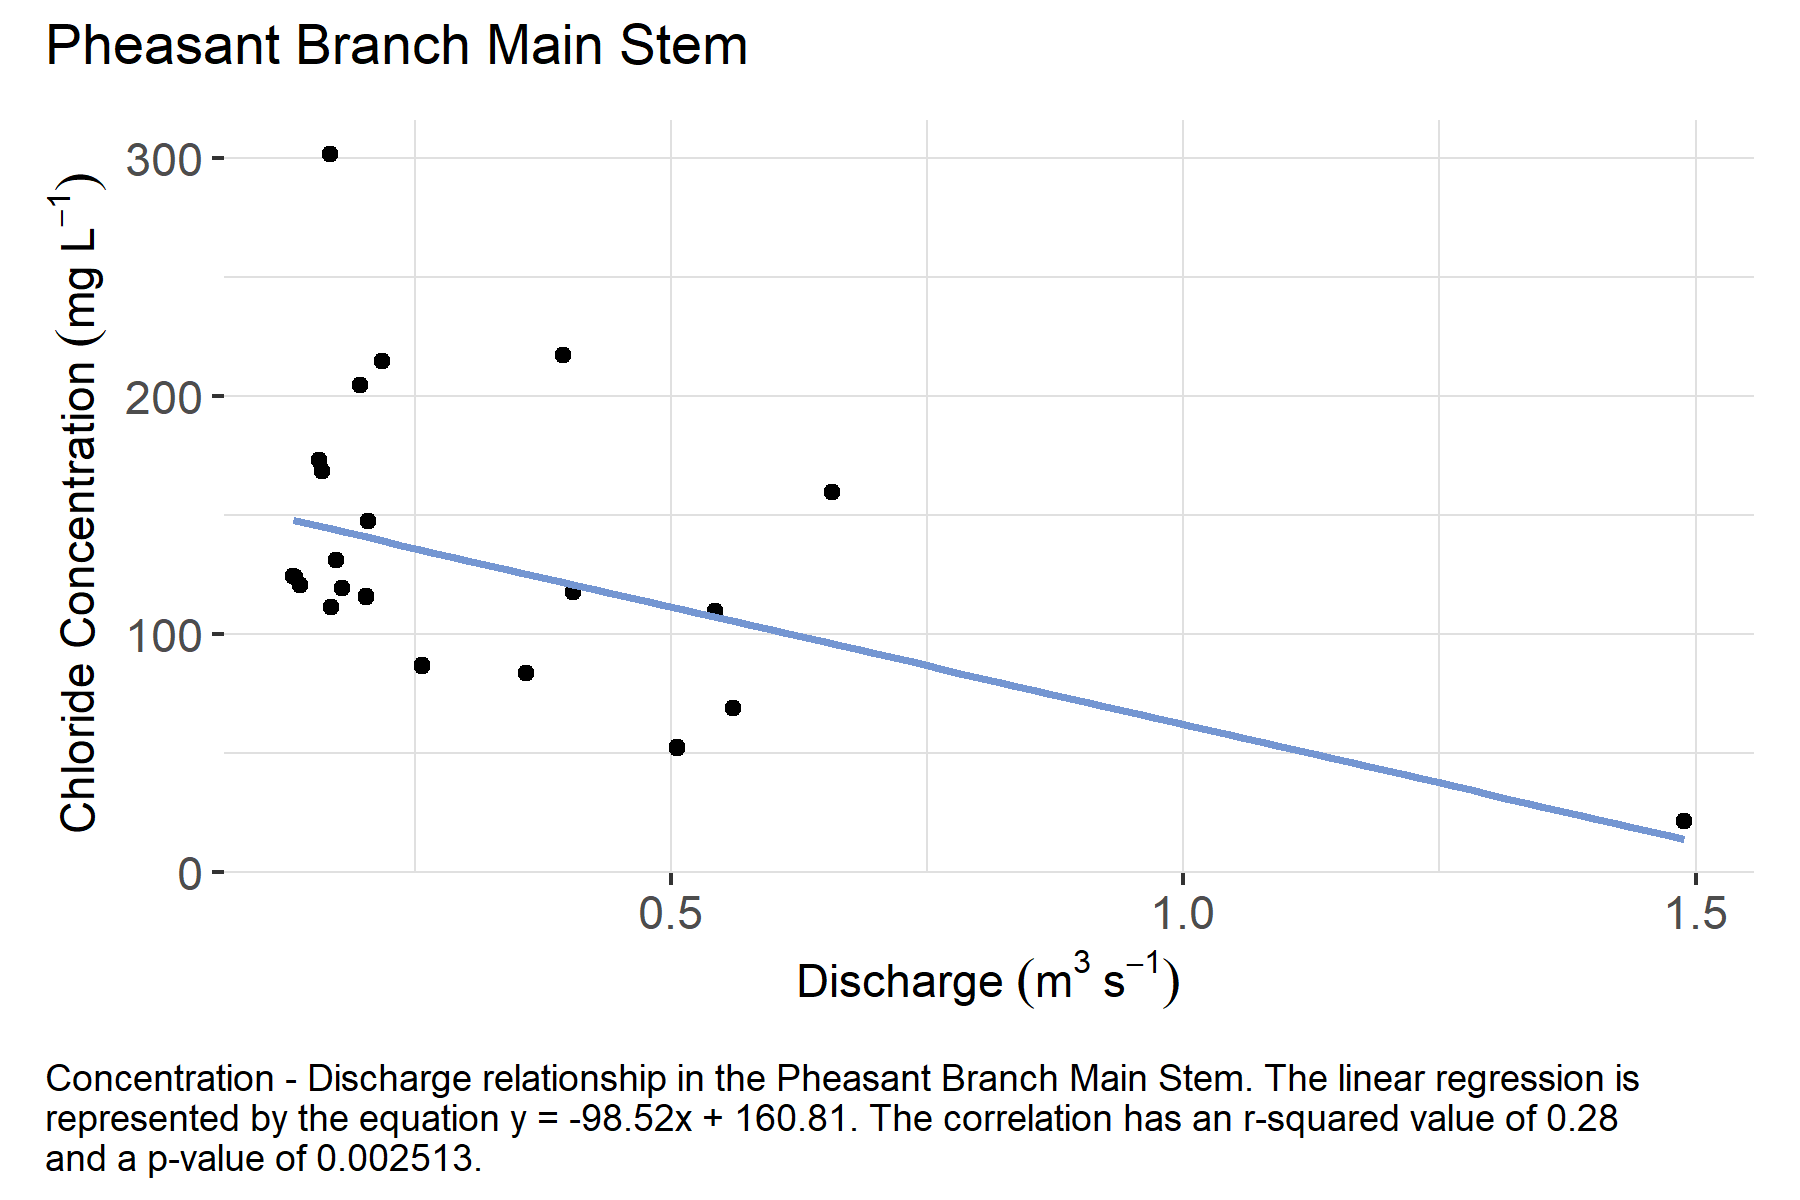 Pheasant Branch Main Stem
300
200
100
0
Chloride Concentration (mg L⁻¹)
0.5
1.0
1.5
Discharge (m³ s⁻¹)
Concentration - Discharge relationship in the Pheasant Branch Main Stem. The linear regression is
represented by the equation y = -98.52x + 160.81. The correlation has an r-squared value of 0.28
and a p-value of 0.002513.